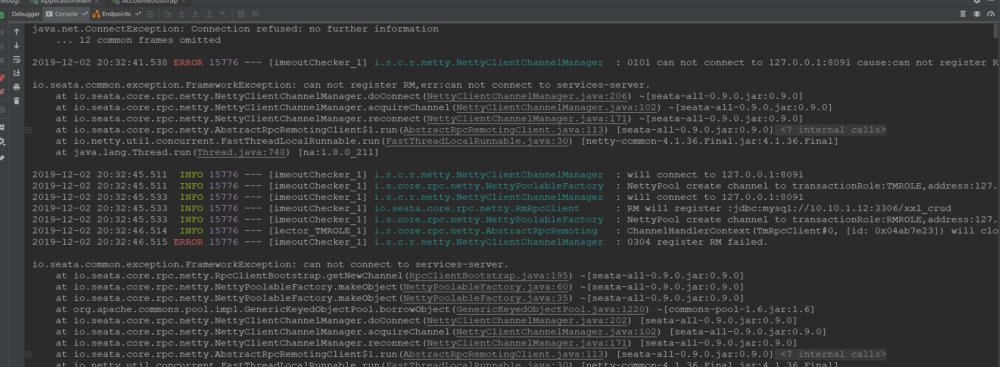 Debug: ApplicationMain × AccountBootstrap ×
Debugger Console Endpoints
java.net.ConnectException: Connection refused: no further information
... 12 common frames omitted
2019-12-02 20:32:41.538 ERROR 15776 --- [imeoutChecker_1] i.s.c.r.netty.NettyClientChannelManager : 0101 can not connect to 127.0.0.1:8091 cause:can not register R
io.seata.common.exception.FrameworkException: can not register RM,err:can not connect to services-server.
at io.seata.core.rpc.netty.NettyClientChannelManager.doConnect(NettyClientChannelManager.java:206) ~[seata-all-0.9.0.jar:0.9.0]
at io.seata.core.rpc.netty.NettyClientChannelManager.acquireChannel(NettyClientChannelManager.java:102) ~[seata-all-0.9.0.jar:0.9.0]
at io.seata.core.rpc.netty.NettyClientChannelManager.reconnect(NettyClientChannelManager.java:171) ~[seata-all-0.9.0.jar:0.9.0]
at io.seata.core.rpc.netty.AbstractRpcRemotingClient$1.run(AbstractRpcRemotingClient.java:113) [seata-all-0.9.0.jar:0.9.0] <7 internal calls>
at io.netty.util.concurrent.FastThreadLocalRunnable.run(FastThreadLocalRunnable.java:30) [netty-common-4.1.36.Final.jar:4.1.36.Final]
at java.lang.Thread.run(Thread.java:748) [na:1.8.0_211]
2019-12-02 20:32:45.511 INFO 15776 --- [imeoutChecker_1] i.s.c.r.netty.NettyClientChannelManager : will connect to 127.0.0.1:8091
2019-12-02 20:32:45.511 INFO 15776 --- [imeoutChecker_1] i.s.core.rpc.netty.NettyPoolableFactory : NettyPool create channel to transactionRole:TMROLE,address:127.
2019-12-02 20:32:45.533 INFO 15776 --- [imeoutChecker_1] i.s.c.r.netty.NettyClientChannelManager : will connect to 127.0.0.1:8091
2019-12-02 20:32:45.533 INFO 15776 --- [imeoutChecker_1] io.seata.core.rpc.netty.RmRpcClient : RM will register :jdbc:mysql://10.10.1.12:3306/xxl_crud
2019-12-02 20:32:45.533 INFO 15776 --- [imeoutChecker_1] i.s.core.rpc.netty.NettyPoolableFactory : NettyPool create channel to transactionRole:RMROLE,address:127.
2019-12-02 20:32:46.514 INFO 15776 --- [lector_TMROLE_1] i.s.core.rpc.netty.AbstractRpcRemoting : ChannelHandlerContext(TmRpcClient#0, [id: 0x04ab7e23]) will clo
2019-12-02 20:32:46.515 ERROR 15776 --- [imeoutChecker_1] i.s.c.r.netty.NettyClientChannelManager : 0304 register RM failed.
io.seata.common.exception.FrameworkException: can not connect to services-server.
at io.seata.core.rpc.netty.RpcClientBootstrap.getNewChannel(RpcClientBootstrap.java:195) ~[seata-all-0.9.0.jar:0.9.0]
at io.seata.core.rpc.netty.NettyPoolableFactory.makeObject(NettyPoolableFactory.java:60) ~[seata-all-0.9.0.jar:0.9.0]
at io.seata.core.rpc.netty.NettyPoolableFactory.makeObject(NettyPoolableFactory.java:35) ~[seata-all-0.9.0.jar:0.9.0]
at org.apache.commons.pool.impl.GenericKeyedObjectPool.borrowObject(GenericKeyedObjectPool.java:1220) ~[commons-pool-1.6.jar:1.6]
at io.seata.core.rpc.netty.NettyClientChannelManager.doConnect(NettyClientChannelManager.java:202) [seata-all-0.9.0.jar:0.9.0]
at io.seata.core.rpc.netty.NettyClientChannelManager.acquireChannel(NettyClientChannelManager.java:102) [seata-all-0.9.0.jar:0.9.0]
at io.seata.core.rpc.netty.NettyClientChannelManager.reconnect(NettyClientChannelManager.java:171) [seata-all-0.9.0.jar:0.9.0]
at io.seata.core.rpc.netty.AbstractRpcRemotingClient$1.run(AbstractRpcRemotingClient.java:113) [seata-all-0.9.0.jar:0.9.0] <7 internal calls>
at io.netty.util.concurrent.FastThreadLocalRunnable.run(FastThreadLocalRunnable.java:30) [netty-common-4.1.36.Final.jar:4.1.36.Final]